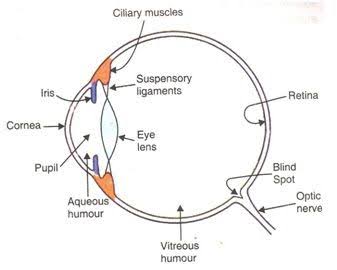 Ciliary muscles
Suspensory
ligaments
Iris
Retina
Cornea
Eye
lens
Pupil
Blind
Spot
Optic
nerve
Aqueous
humour
Vitreous
humour